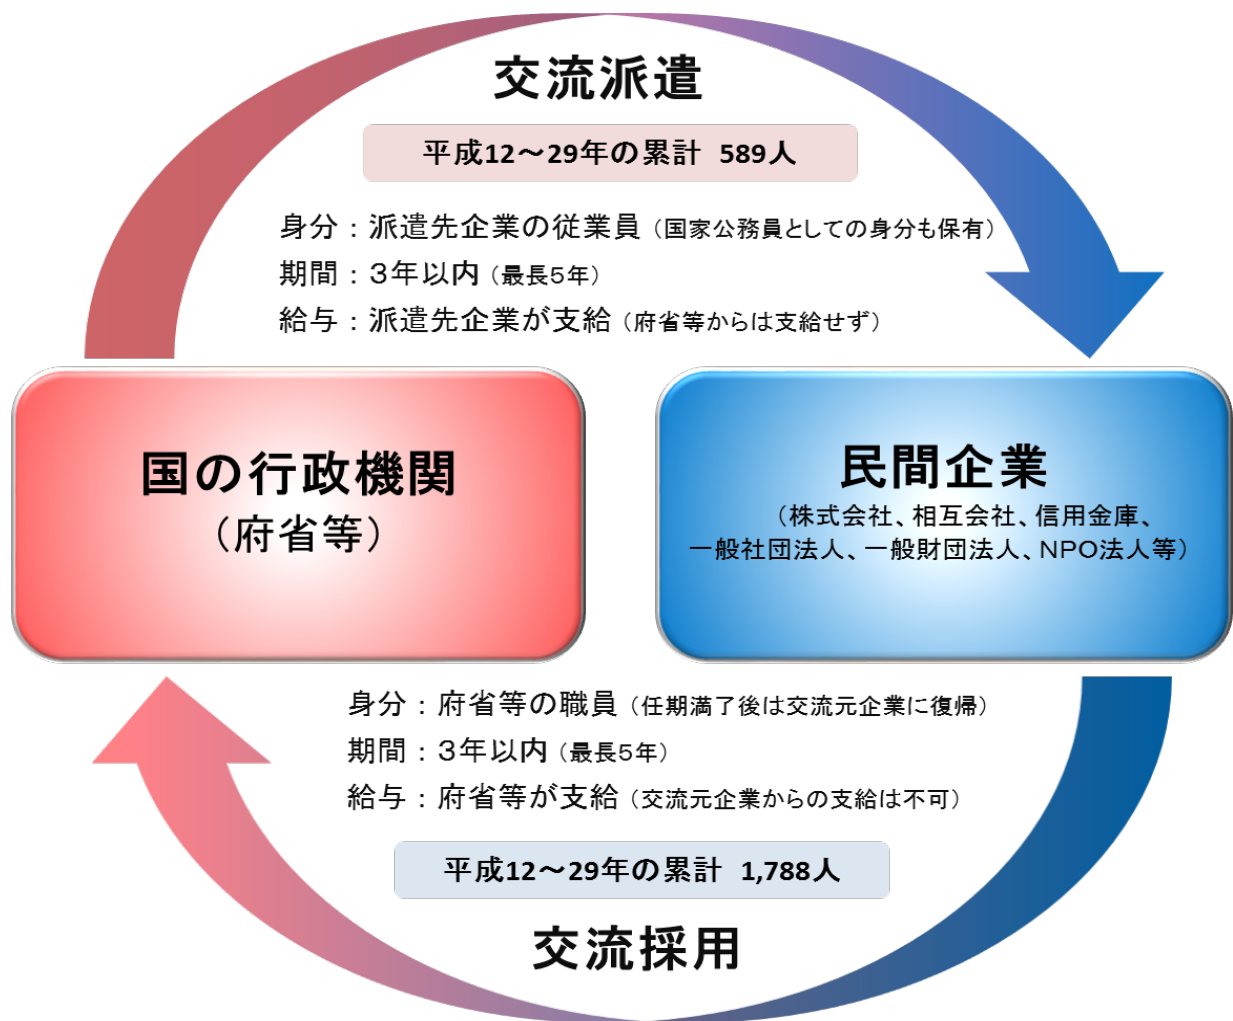 交流派遣
平成12～29年の累計 589人
身分：派遣先企業の従業員（国家公務員としての身分も保有）
期間：３年以内（最長5年）
給与：派遣先企業が支給（府省等からは支給せず）
国の行政機関
（府省等）
民間企業
（株式会社、相互会社、信用金庫、
一般社団法人、一般財団法人、NPO法人等）
身分：府省等の職員（任期満了後は交流元企業に復帰）
期間：３年以内（最長5年）
給与：府省等が支給（交流元企業からの支給は不可）
平成12～29年の累計 1,788人
交流採用